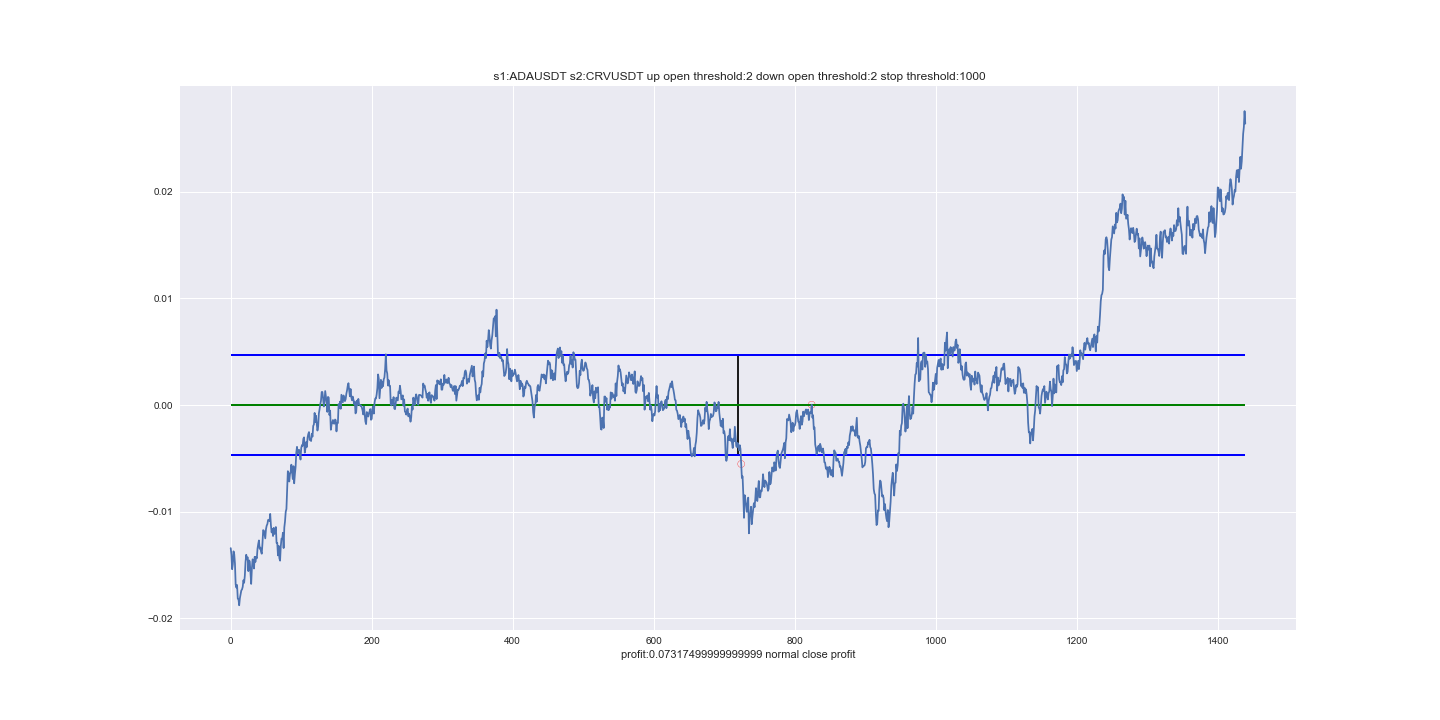 s1:ADAUSDT s2:CRVUSDT up open threshold:2 down open threshold:2 stop threshold:1000
0.02
0.01
0.00
−0.01
−0.02
0 200 400 600 800 1000 1200 1400
profit:0.07317499999999999 normal close profit